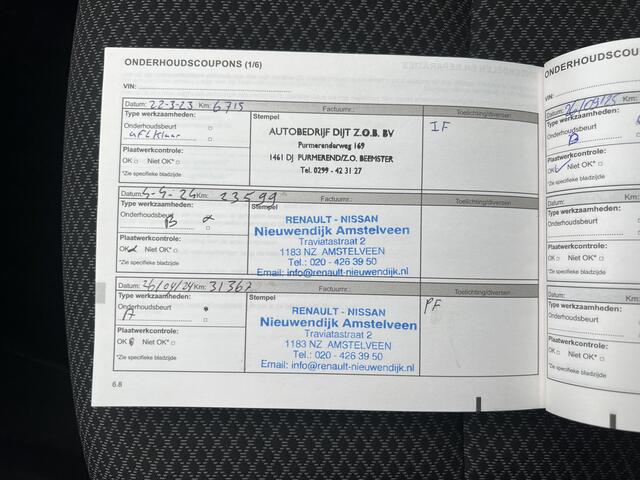 ONDERHOUDSCOUPONS (1/6)
VIN:
Datum: 22-3-23 Km: 6715 Factuurnr.: Toelichting/diversen
Type werkzaamheden: Stempel
Onderhoudsbeurt
afl klaar
AUTOBEDRIJF DIJT Z.O.B. BV
Purmerenderweg 169
1461 DJ PURMEREND/Z.O. BEEMSTER
Tel. 0299 - 42 31 27
IF
Plaatwerkcontrole:
OK Niet OK*
*Zie specifieke bladzijde
Datum: Km: 23599 Factuurnr.: Toelichting/diversen
Type werkzaamheden: Stempel
Onderhoudsbeurt
B
RENAULT - NISSAN
Nieuwendijk Amstelveen
Traviatastraat 2
1183 NZ AMSTELVEEN
Tel.: 020 - 426 39 50
Email: info@renault-nieuwendijk.nl
Plaatwerkcontrole:
OK Niet OK*
*Zie specifieke bladzijde
Datum: 26/04/24 Km: 31367 Factuurnr.: Toelichting/diversen
Type werkzaamheden: Stempel
Onderhoudsbeurt
A
RENAULT - NISSAN
Nieuwendijk Amstelveen
Traviatastraat 2
1183 NZ AMSTELVEEN
Tel.: 020 - 426 39 50
Email: info@renault-nieuwendijk.nl
PF
Plaatwerkcontrole:
OK Niet OK*
*Zie specifieke bladzijde
6.8
ONDERHOUDSCOUP
VIN:
Datum:
Type werkzaamheden:
Onderhoudsbeurt
B
Plaatwerkcontrole:
OK Niet OK*
*Zie specifieke bladzijde
Datum: Km:
Type werkzaamheden:
Onderhoudsbeurt
Plaatwerkcontrole:
OK Niet OK*
*Zie specifieke bladzijde
Datum: Km
Type werkzaamheden:
Onderhoudsbeurt
Plaatwerkcontrole:
OK Niet OK*
*Zie specifieke bladzijde